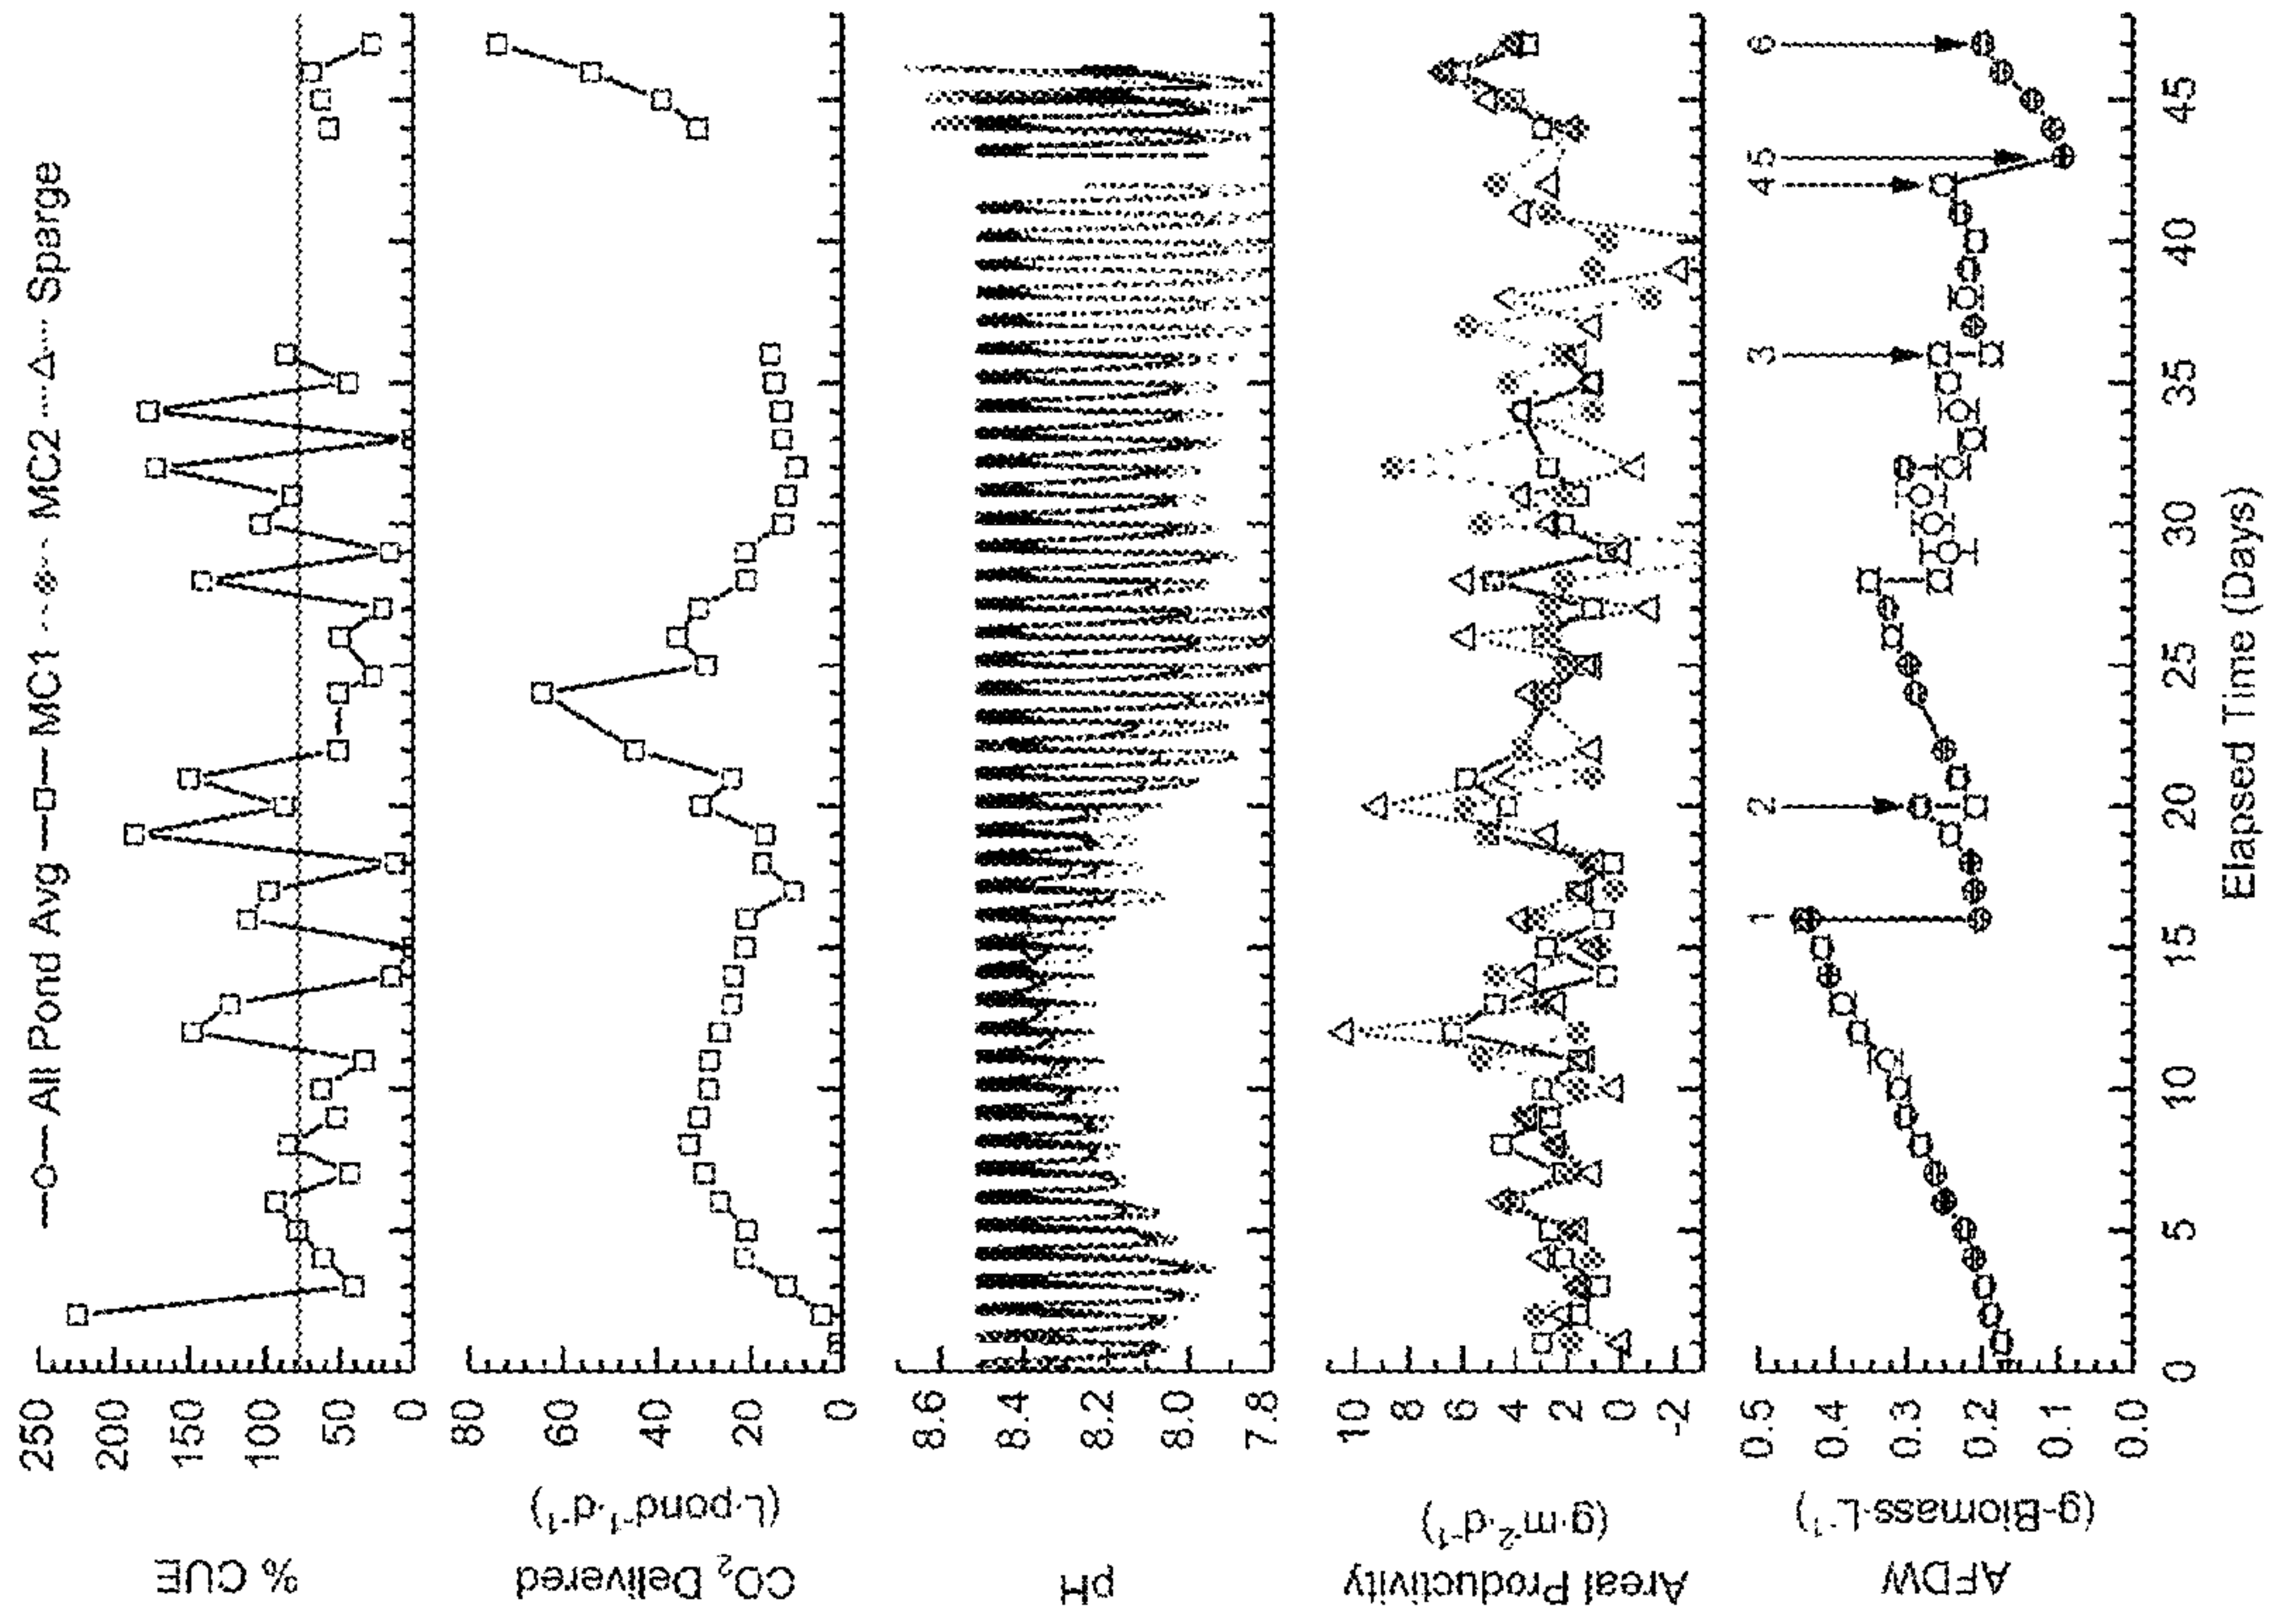 All Pond Avg MC1 MC2 Sparge
% CUE
250
200
150
100
50
0
CO₂ Delivered
(L·pond⁻¹·d⁻¹)
80
60
40
20
0
pH
8.6
8.4
8.2
8.0
7.8
Areal Productivity
(g·m⁻²·d⁻¹)
10
8
6
4
2
0
-2
AFDW
(g-Biomass·L⁻¹)
0.5
0.4
0.3
0.2
0.1
0.0
1 2 3 4 5 6
0 5 10 15 20 25 30 35 40 45
Elapsed Time (Days)